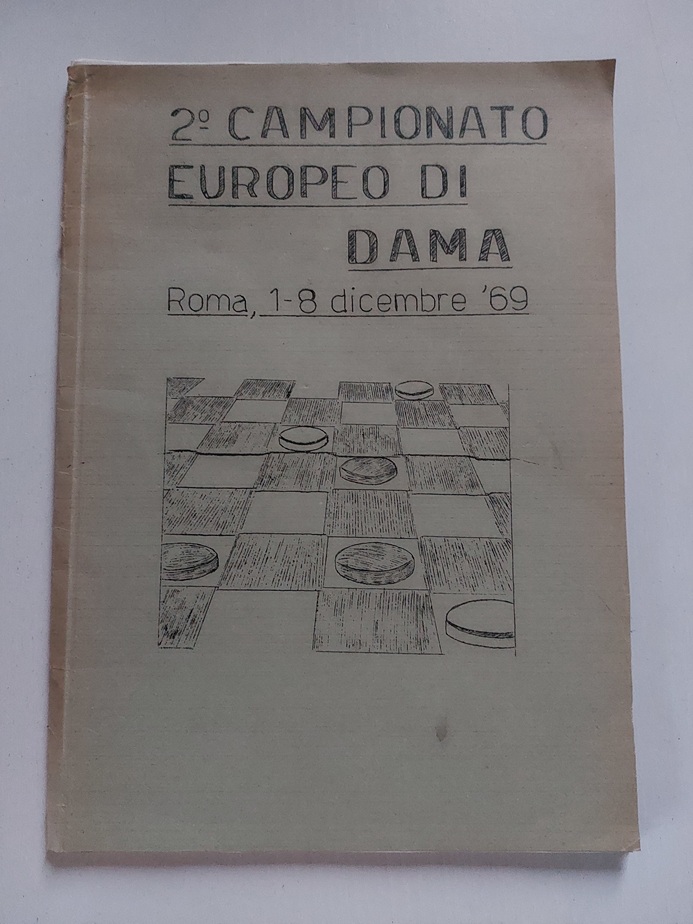 2º CAMPIONATO
EUROPEO DI
DAMA
Roma, 1-8 dicembre '69